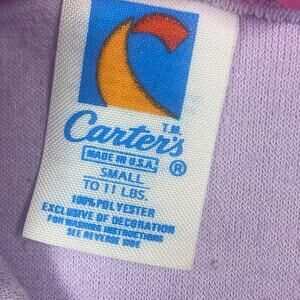 T.M.
Carter's
MADE IN U.S.A. ®
SMALL
TO 11 LBS.
100% POLYESTER
EXCLUSIVE OF DECORATION
FOR WASHING INSTRUCTIONS
SEE REVERSE SIDE